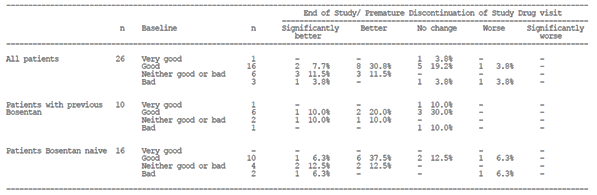 End of Study/ Premature Discontinuation of Study Drug visit
n Baseline n Significantly better Better No change Worse Significantly worse
All patients 26 Very good 1 - - 1 3.8% - -
Good 16 2 7.7% 8 30.8% 5 19.2% 1 3.8% -
Neither good or bad 6 3 11.5% 3 11.5% - - -
Bad 3 1 3.8% - 1 3.8% 1 3.8% -
Patients with previous 10 Very good 1 - - 1 10.0% - -
Bosentan Good 6 1 10.0% 2 20.0% 3 30.0% - -
Neither good or bad 2 1 10.0% 1 10.0% - - -
Bad 1 - - 1 10.0% - -
Patients Bosentan naive 16 Very good - - - - - -
Good 10 1 6.3% 6 37.5% 2 12.5% 1 6.3% -
Neither good or bad 4 2 12.5% 2 12.5% - - -
Bad 2 1 6.3% - - 1 6.3% -